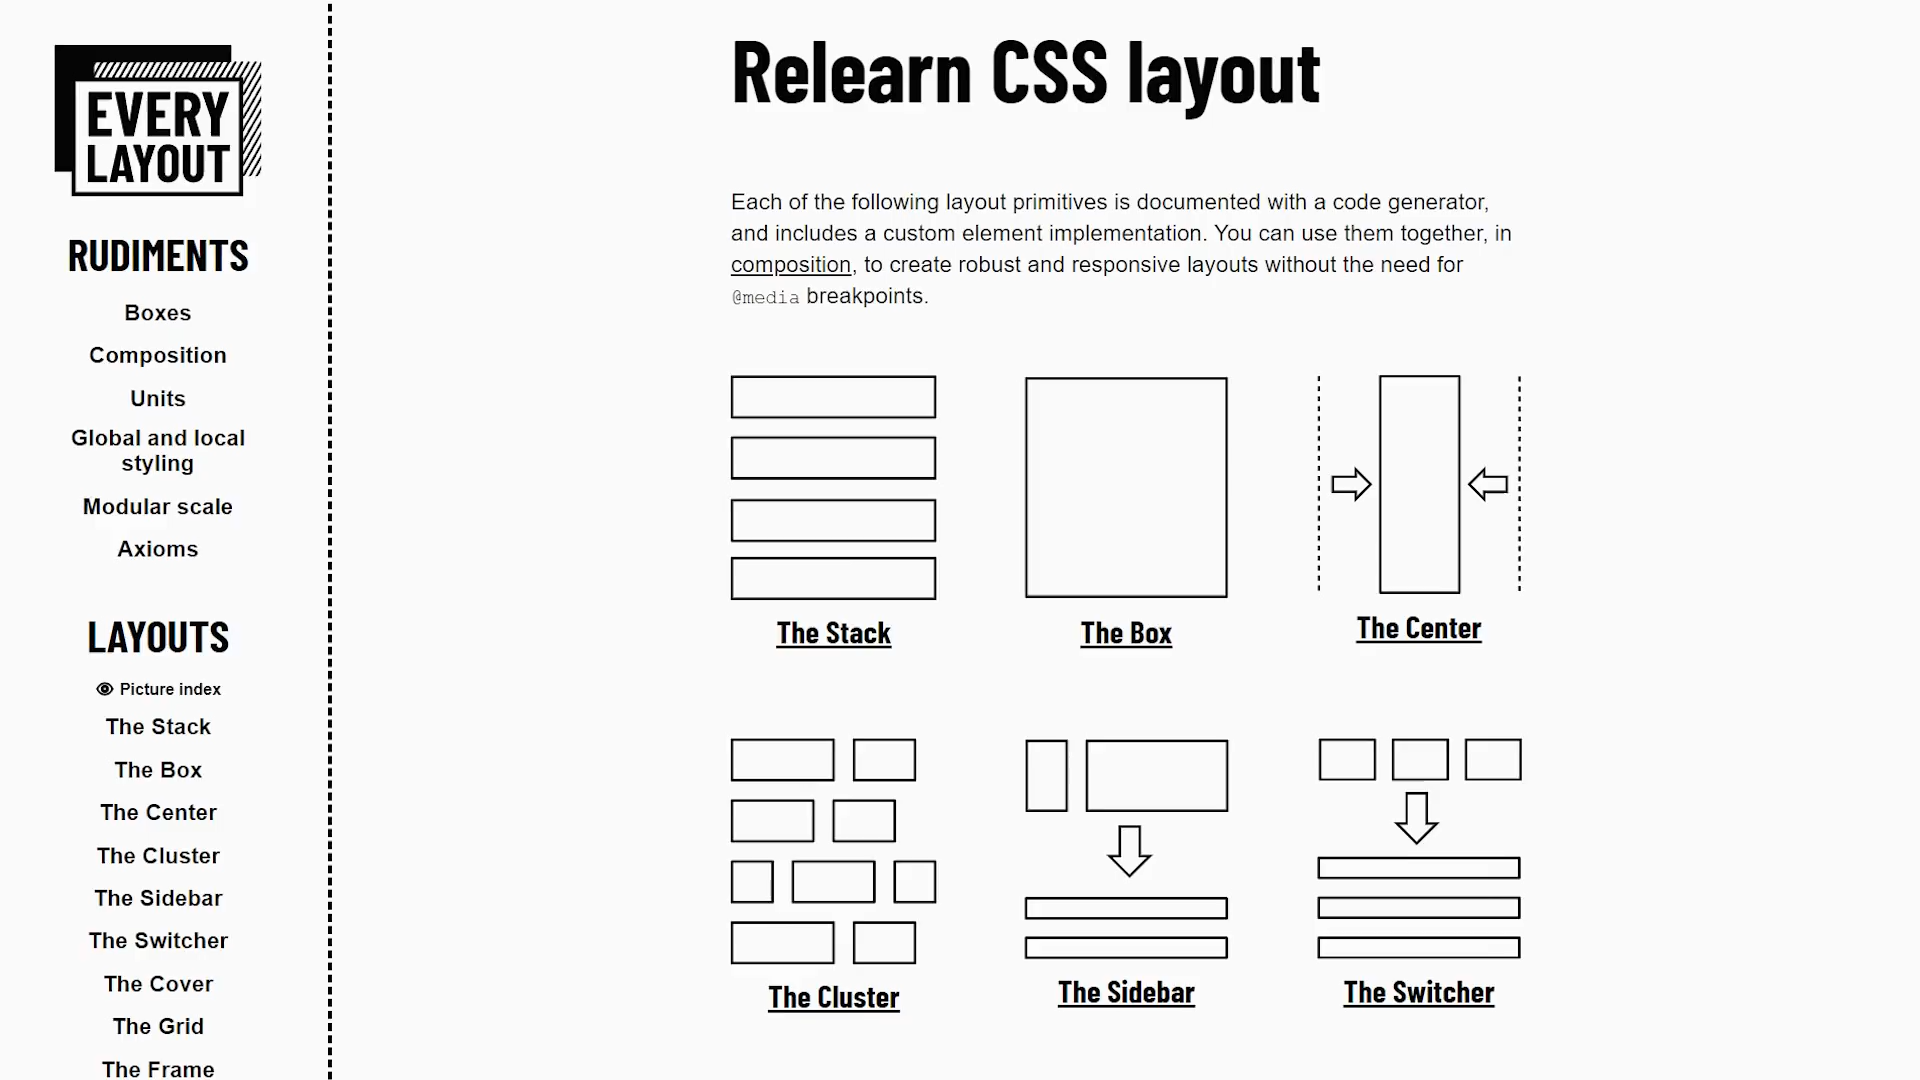 EVERY
LAYOUT
RUDIMENTS
Boxes
Composition
Units
Global and local
styling
Modular scale
Axioms
LAYOUTS
Picture index
The Stack
The Box
The Center
The Cluster
The Sidebar
The Switcher
The Cover
The Grid
The Frame
Relearn CSS layout
Each of the following layout primitives is documented with a code generator,
and includes a custom element implementation. You can use them together, in
composition, to create robust and responsive layouts without the need for
@media breakpoints.
The Stack
The Box
The Center
The Cluster
The Sidebar
The Switcher